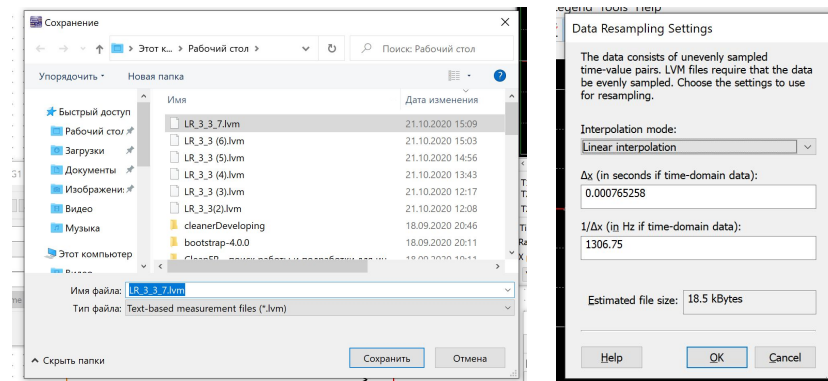 Сохранение
Этот к... > Рабочий стол >
Поиск: Рабочий стол
Упорядочить
Новая папка
Имя
Дата изменения
Быстрый доступ
Рабочий стол
Загрузки
Документы
Изображени
Видео
Музыка
Этот компьютер
Видео
LR_3_3_7.lvm 21.10.2020 15:09
LR_3_3 (6).lvm 21.10.2020 15:03
LR_3_3 (5).lvm 21.10.2020 14:56
LR_3_3 (4).lvm 21.10.2020 13:43
LR_3_3 (3).lvm 21.10.2020 12:17
LR_3_3(2).lvm 21.10.2020 12:08
cleanerDeveloping 18.09.2020 20:46
bootstrap-4.0.0 18.09.2020 20:11
Имя файла: LR_3_3_7.lvm
Тип файла: Text-based measurement files (*.lvm)
Скрыть папки
Сохранить
Отмена
Legend Tools Help
Data Resampling Settings
The data consists of unevenly sampled
time-value pairs. LVM files require that the data
be evenly sampled. Choose the settings to use
for resampling.
Interpolation mode:
Linear interpolation
Δx (in seconds if time-domain data):
0.000765258
1/Δx (in Hz if time-domain data):
1306.75
Estimated file size: 18.5 kBytes
Help
OK
Cancel